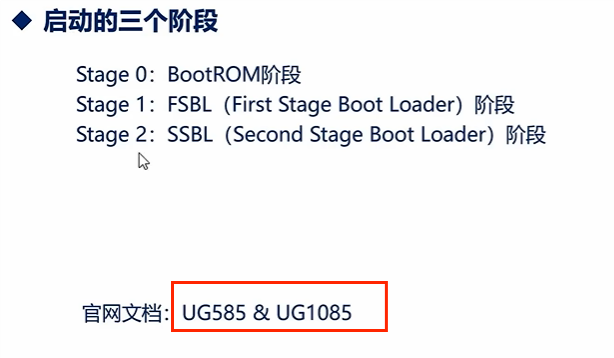 启动的三个阶段
Stage 0：BootROM阶段
Stage 1：FSBL（First Stage Boot Loader）阶段
Stage 2：SSBL（Second Stage Boot Loader）阶段
官网文档：UG585 & UG1085